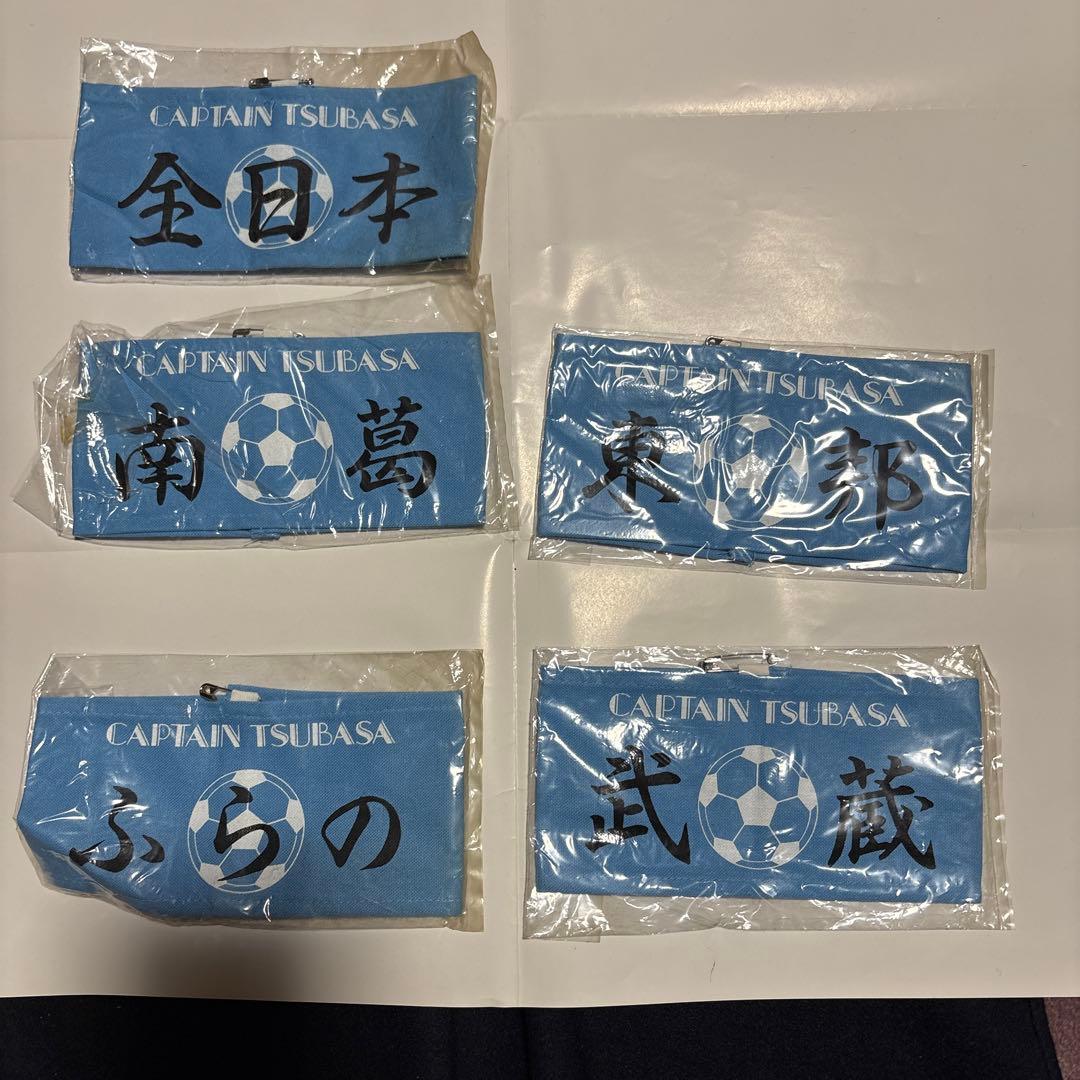 CAPTAIN TSUBASA
全日本
CAPTAIN TSUBASA
南葛
CAPTAIN TSUBASA
東邦
CAPTAIN TSUBASA
ふらの
CAPTAIN TSUBASA
武蔵